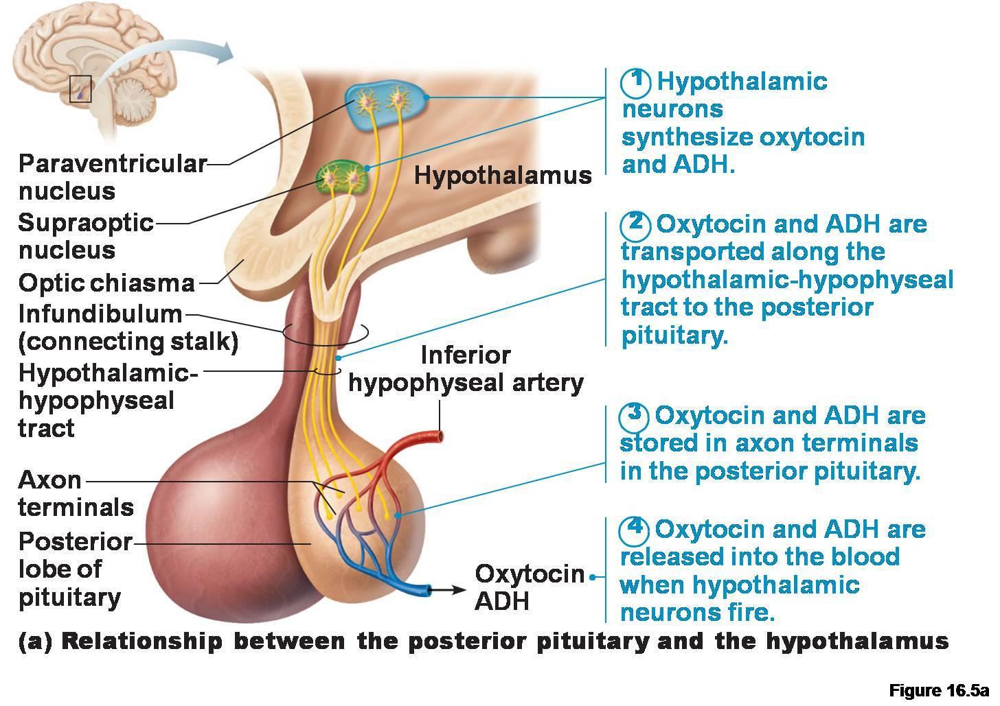 Paraventricular
nucleus
Supraoptic
nucleus
Optic chiasma
Infundibulum
(connecting stalk)
Hypothalamic-
hypophyseal
tract
Axon
terminals
Posterior
lobe of
pituitary
Hypothalamus
Inferior
hypophyseal artery
Oxytocin
ADH
1 Hypothalamic
neurons
synthesize oxytocin
and ADH.
2 Oxytocin and ADH are
transported along the
hypothalamic-hypophyseal
tract to the posterior
pituitary.
3 Oxytocin and ADH are
stored in axon terminals
in the posterior pituitary.
4 Oxytocin and ADH are
released into the blood
when hypothalamic
neurons fire.
(a) Relationship between the posterior pituitary and the hypothalamus
Figure 16.5a